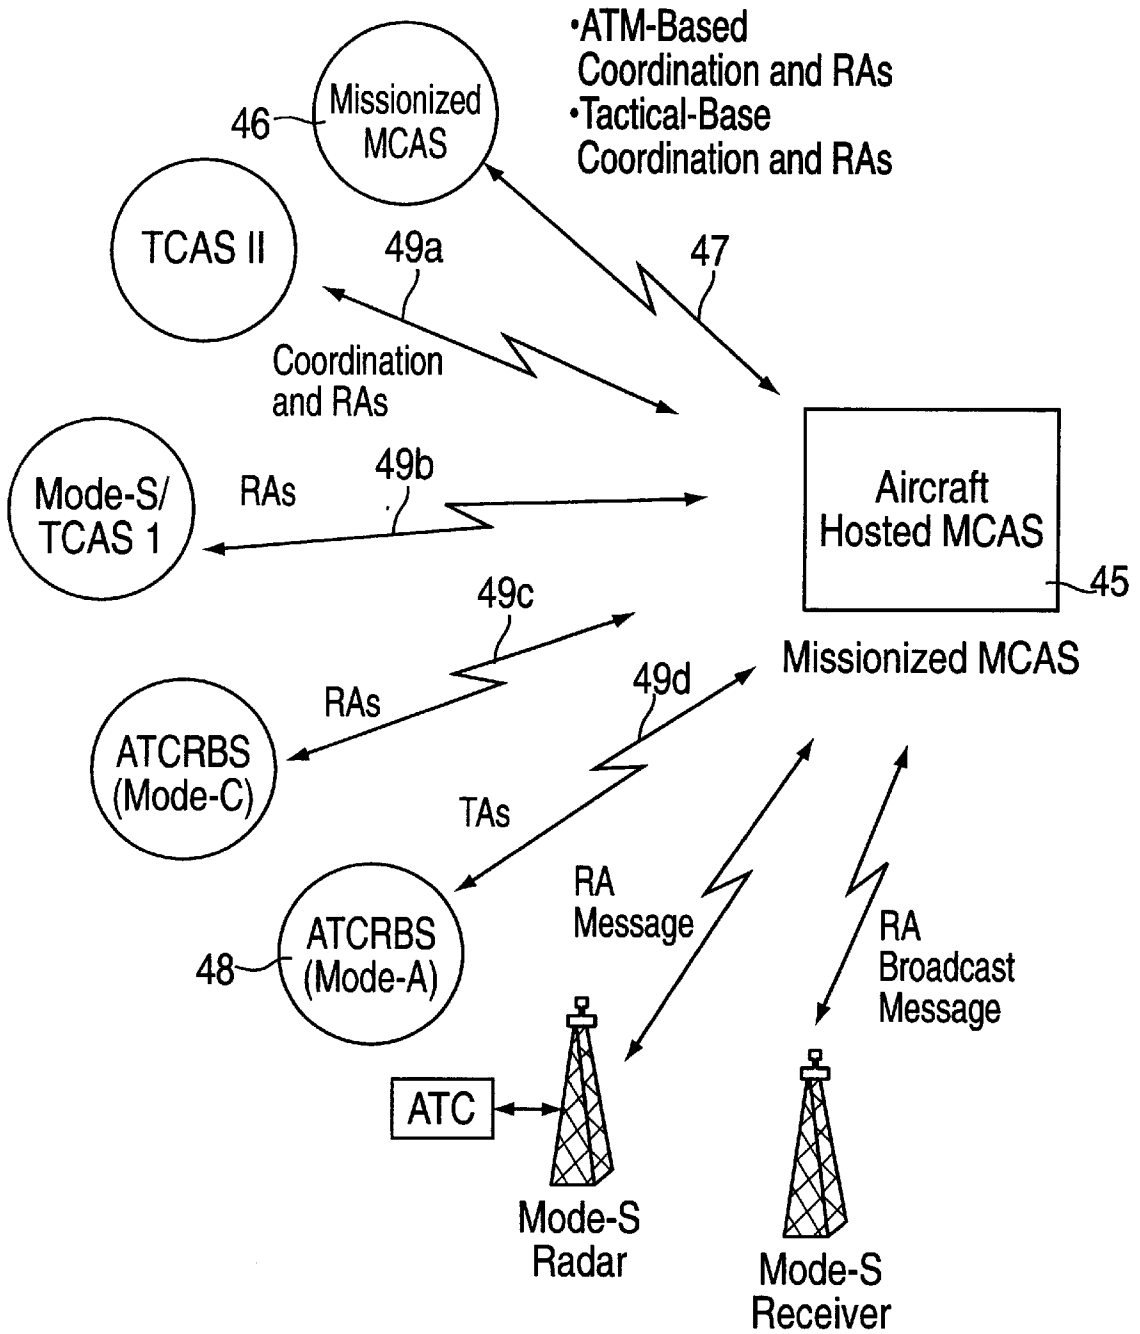 •ATM-Based
Coordination and RAs
•Tactical-Base
Coordination and RAs
Missionized
MCAS
46
TCAS II
49a
47
Coordination
and RAs
Mode-S/
TCAS 1
RAs
49b
Aircraft
Hosted MCAS
45
Missionized MCAS
49c
RAs
ATCRBS
(Mode-C)
49d
TAs
ATCRBS
(Mode-A)
48
RA
Message
RA
Broadcast
Message
ATC
Mode-S
Radar
Mode-S
Receiver